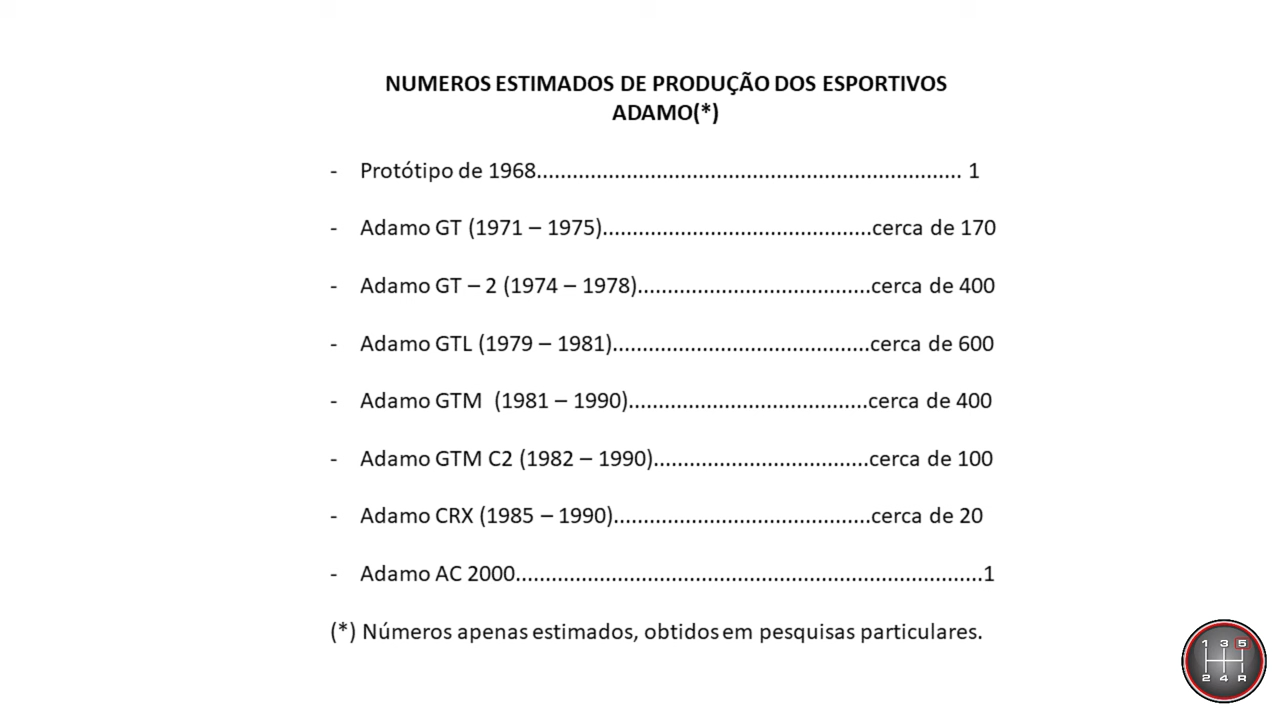 NUMEROS ESTIMADOS DE PRODUÇÃO DOS ESPORTIVOS
ADAMO(*)
- Protótipo de 1968....................................................................... 1
- Adamo GT (1971 – 1975).............................................cerca de 170
- Adamo GT – 2 (1974 – 1978).......................................cerca de 400
- Adamo GTL (1979 – 1981)...........................................cerca de 600
- Adamo GTM  (1981 – 1990)........................................cerca de 400
- Adamo GTM C2 (1982 – 1990)....................................cerca de 100
- Adamo CRX (1985 – 1990)...........................................cerca de 20
- Adamo AC 2000..............................................................................1
(*) Números apenas estimados, obtidos em pesquisas particulares.
1 3 5
2 4 R